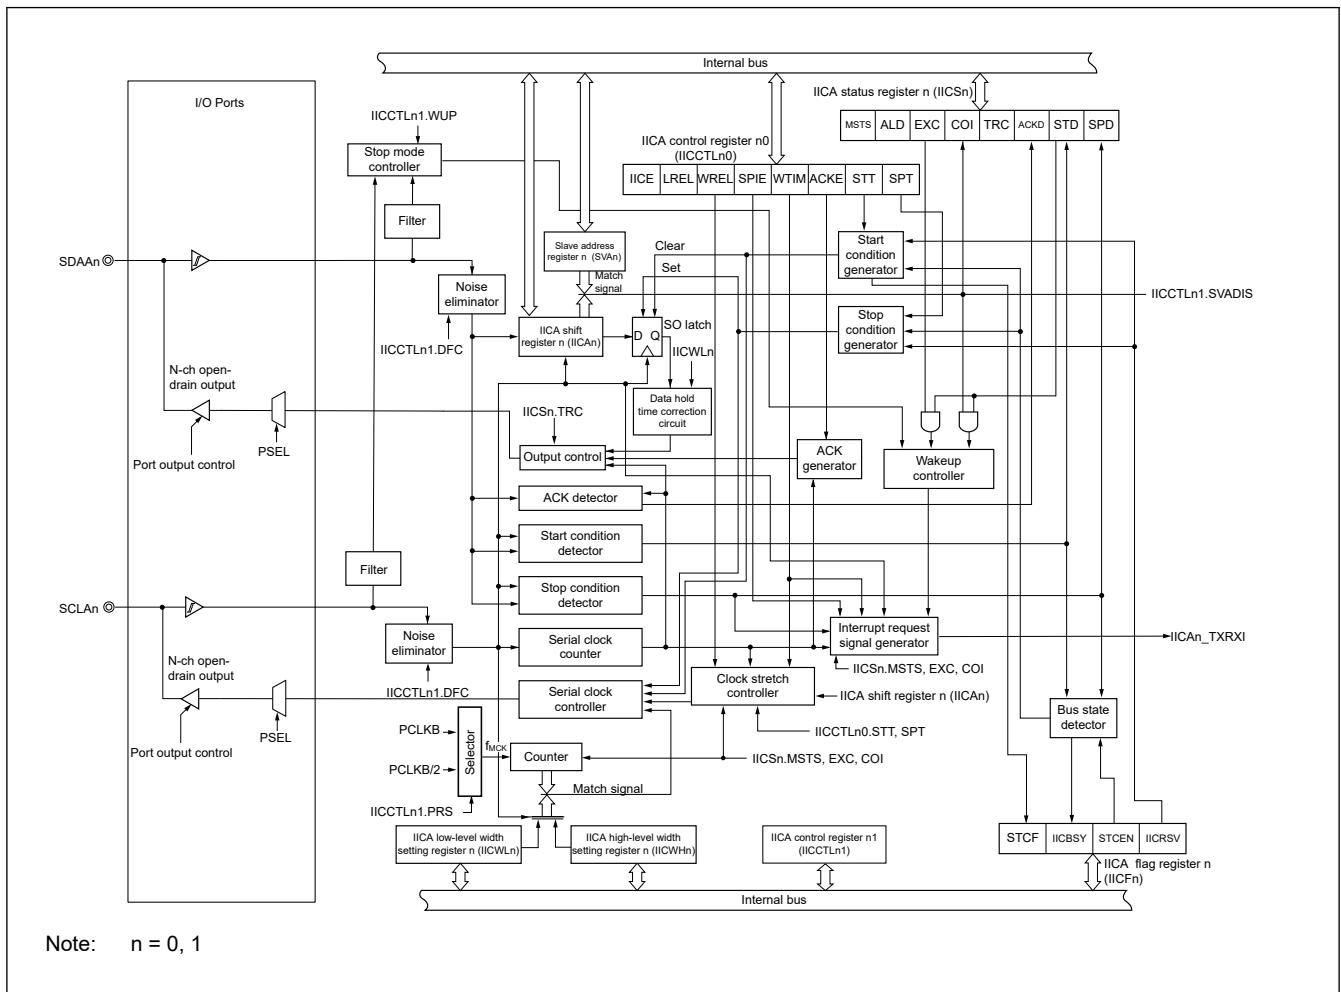 Internal bus
I/O Ports
IICA status register n (IICSn)
MSTS ALD EXC COI TRC ACKD STD SPD
IICCTLn1.WUP
Stop mode
controller
IICA control register n0
(IICCTLn0)
IICE LREL WREL SPIE WTIM ACKE STT SPT
Filter
SDAAn
Slave address
register n (SVAn)
Clear
Set
Match
signal
Start
condition
generator
IICCTLn1.SVADIS
Noise
eliminator
IICCTLn1.DFC
IICA shift
register n (IICAn)
D Q
SO latch
IICWLn
Stop
condition
generator
N-ch open-
drain output
Port output control
PSEL
IICSn.TRC
Data hold
time correction
circuit
Output control
ACK
generator
Wakeup
controller
ACK detector
Start condition
detector
Filter
Stop condition
detector
SCLAn
Noise
eliminator
IICCTLn1.DFC
Serial clock
counter
Interrupt request
signal generator
IICAn_TXRXI
IICSn.MSTS, EXC, COI
N-ch open-
drain output
Port output control
PSEL
Serial clock
controller
Clock stretch
controller
IICA shift register n (IICAn)
IICCTLn0.STT, SPT
Bus state
detector
PCLKB
PCLKB/2
Selector
fMCK
IICCTLn1.PRS
Counter
IICSn.MSTS, EXC, COI
Match signal
IICA low-level width
setting register n (IICWLn)
IICA high-level width
setting register n (IICWHn)
IICA control register n1
(IICCTLn1)
STCF IICBSY STCEN IICRSV
IICA flag register n
(IICFn)
Internal bus
Note: n = 0, 1